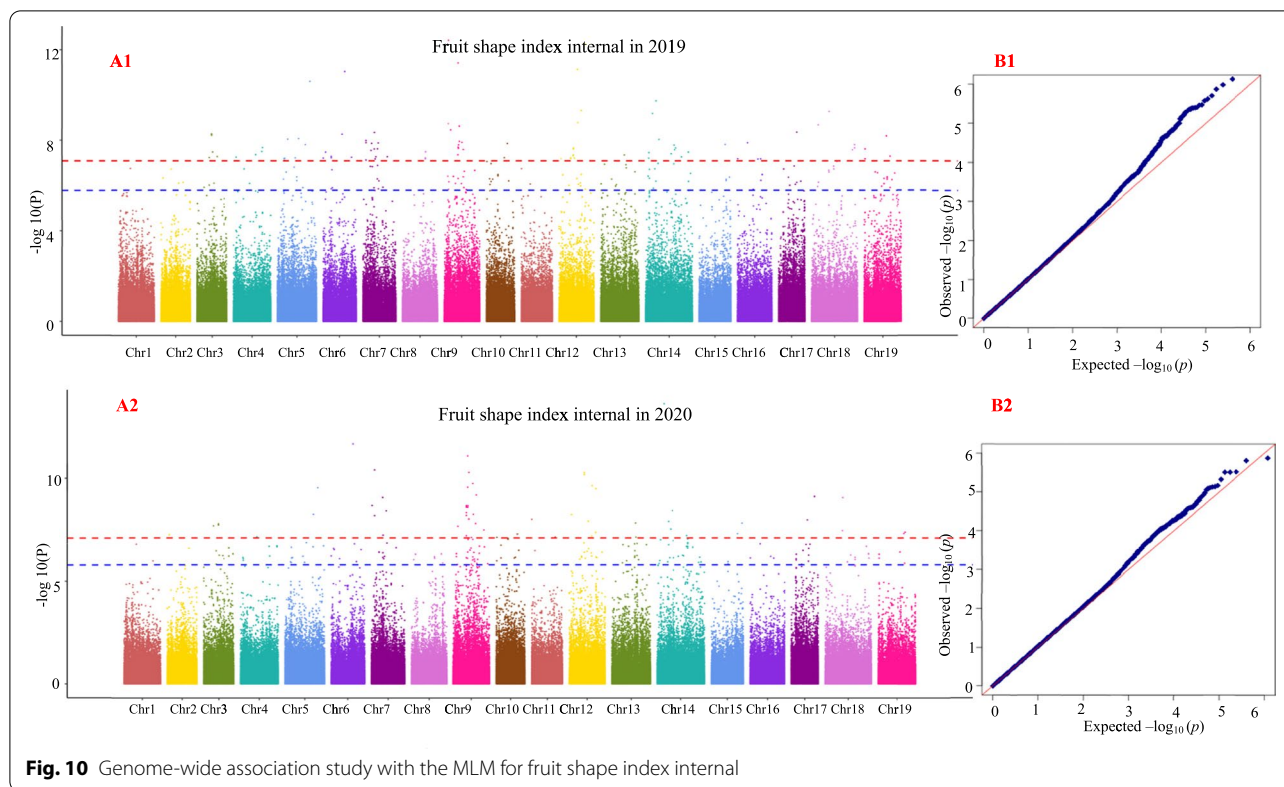 A1
Fruit shape index internal in 2019
B1
12
8
4
0
-log 10(P)
Chr1 Chr2 Chr3 Chr4 Chr5 Chr6 Chr7 Chr8 Chr9 Chr10 Chr11 Chr12 Chr13 Chr14 Chr15 Chr16 Chr17 Chr18 Chr19
6
5
4
3
2
1
0
Observed –log10(p)
0 1 2 3 4 5 6
Expected –log10(p)
A2
Fruit shape index internal in 2020
B2
10
5
0
-log 10(P)
Chr1 Chr2 Chr3 Chr4 Chr5 Chr6 Chr7 Chr8 Chr9 Chr10 Chr11 Chr12 Chr13 Chr14 Chr15 Chr16 Chr17 Chr18 Chr19
6
5
4
3
2
1
0
Observed –log10(p)
0 1 2 3 4 5 6
Expected –log10(p)
Fig. 10 Genome-wide association study with the MLM for fruit shape index internal